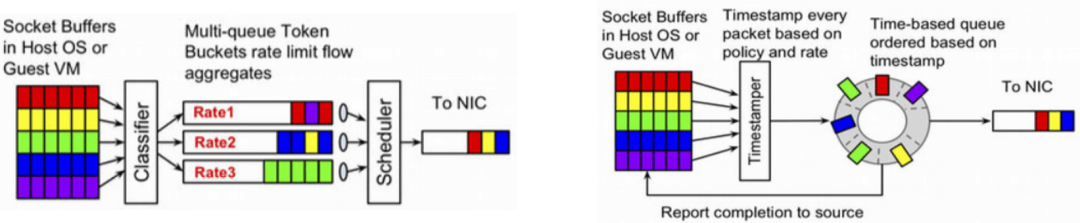 Socket Buffers
in Host OS or
Guest VM
Multi-queue Token
Buckets rate limit flow
aggregates
Classifier
Rate1
Rate2
Rate3
Scheduler
To NIC
Socket Buffers
in Host OS or
Guest VM
Timestamp every
packet based on
policy and rate
Timestamper
Time-based queue
ordered based on
timestamp
To NIC
Report completion to source